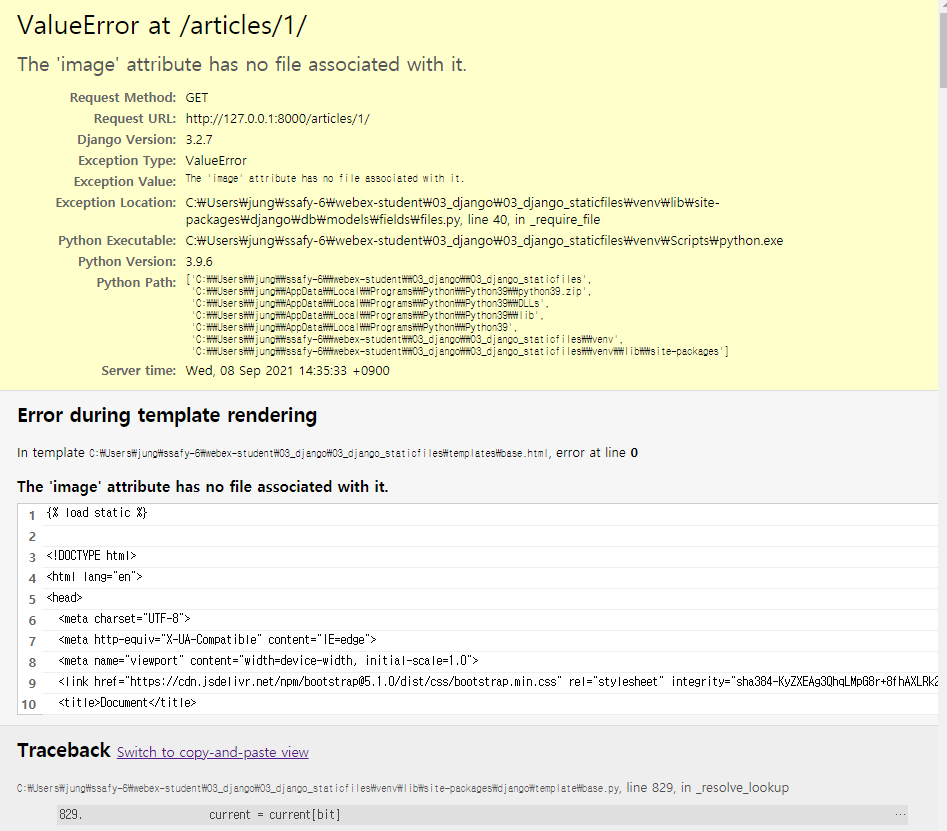 ValueError at /articles/1/
The 'image' attribute has no file associated with it.
Request Method: GET
Request URL: http://127.0.0.1:8000/articles/1/
Django Version: 3.2.7
Exception Type: ValueError
Exception Value: The 'image' attribute has no file associated with it.
Exception Location: C:₩Users₩jung₩ssafy-6₩webex-student₩03_django₩03_django_staticfiles₩venv₩lib₩site-
packages₩django₩db₩models₩fields₩files.py, line 40, in _require_file
Python Executable: C:₩Users₩jung₩ssafy-6₩webex-student₩03_django₩03_django_staticfiles₩venv₩Scripts₩python.exe
Python Version: 3.9.6
Python Path: ['C:₩₩Users₩₩jung₩₩ssafy-6₩₩webex-student₩₩03_django₩₩03_django_staticfiles',
'C:₩₩Users₩₩jung₩₩AppData₩₩Local₩₩Programs₩₩Python₩₩Python39₩₩python39.zip',
'C:₩₩Users₩₩jung₩₩AppData₩₩Local₩₩Programs₩₩Python₩₩Python39₩₩DLLs',
'C:₩₩Users₩₩jung₩₩AppData₩₩Local₩₩Programs₩₩Python₩₩Python39₩₩lib',
'C:₩₩Users₩₩jung₩₩AppData₩₩Local₩₩Programs₩₩Python₩₩Python39',
'C:₩₩Users₩₩jung₩₩ssafy-6₩₩webex-student₩₩03_django₩₩03_django_staticfiles₩₩venv',
'C:₩₩Users₩₩jung₩₩ssafy-6₩₩webex-student₩₩03_django₩₩03_django_staticfiles₩₩venv₩₩lib₩₩site-packages']
Server time: Wed, 08 Sep 2021 14:35:33 +0900
Error during template rendering
In template C:₩Users₩jung₩ssafy-6₩webex-student₩03_django₩03_django_staticfiles₩templates₩base.html, error at line 0
The 'image' attribute has no file associated with it.
1 {% load static %}
2
3 <!DOCTYPE html>
4 <html lang="en">
5 <head>
6 <meta charset="UTF-8">
7 <meta http-equiv="X-UA-Compatible" content="IE=edge">
8 <meta name="viewport" content="width=device-width, initial-scale=1.0">
9 <link href="https://cdn.jsdelivr.net/npm/bootstrap@5.1.0/dist/css/bootstrap.min.css" rel="stylesheet" integrity="sha384-KyZXEAg3QhqLMpG8r+8fhAXLRk2
10 <title>Document</title>
Traceback Switch to copy-and-paste view
C:₩Users₩jung₩ssafy-6₩webex-student₩03_django₩03_django_staticfiles₩venv₩lib₩site-packages₩django₩template₩base.py, line 829, in _resolve_lookup
829. current = current[bit] …